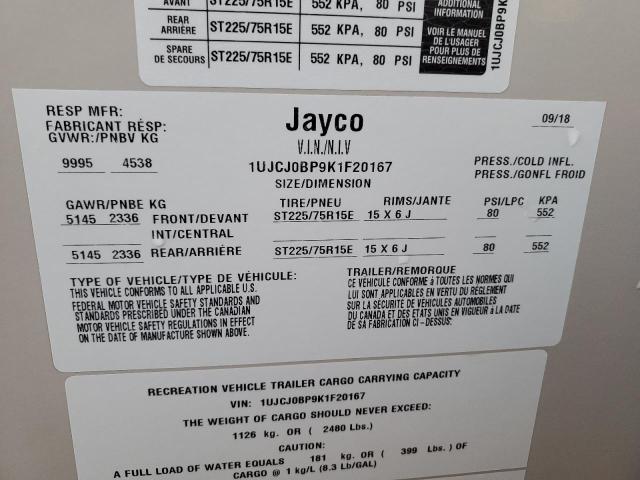 AVANT ST225/75R15E 552 KPA, 80 PSI
REAR
ARRIÈRE ST225/75R15E 552 KPA, 80 PSI
SPARE
DE SECOURS ST225/75R15E 552 KPA, 80 PSI
ADDITIONAL
INFORMATION
VOIR LE MANUEL
DE L'USAGER
POUR PLUS DE
RENSEIGNEMENTS
1UJCJ0BP9K
RESP MFR:
FABRICANT RÉSP:
GVWR:/PNBV KG
9995 4538
Jayco
V.I.N./N.I.V
1UJCJ0BP9K1F20167
SIZE/DIMENSION
09/18
PRESS./COLD INFL.
PRESS./GONFL FROID
GAWR/PNBE KG TIRE/PNEU RIMS/JANTE PSI/LPC KPA
5145 2336 FRONT/DEVANT ST225/75R15E 15 X 6 J 80 552
INT/CENTRAL
5145 2336 REAR/ARRIÈRE ST225/75R15E 15 X 6 J 80 552
TYPE OF VEHICLE/TYPE DE VÉHICULE:
THIS VEHICLE CONFORMS TO ALL APPLICABLE U.S.
FEDERAL MOTOR VEHICLE SAFETY STANDARDS AND
STANDARDS PRESCRIBED UNDER THE CANADIAN
MOTOR VEHICLE SAFETY REGULATIONS IN EFFECT
ON THE DATE OF MANUFACTURE SHOWN ABOVE.
TRAILER/REMORQUE
CE VÉHICULE CONFORME à TOUTES LES NORMES QUI
LUI SONT APPLICABLES EN VERTU DU RÈGLEMENT
SUR LA SÉCURITÉ DE VEHICULES AUTOMOBILES
DU CANADA ET DES ETATS UNIS EN VIGUEUR à LA DATE
DE SA FABRICATION CI-DESSUS:
RECREATION VEHICLE TRAILER CARGO CARRYING CAPACITY
VIN: 1UJCJ0BP9K1F20167
THE WEIGHT OF CARGO SHOULD NEVER EXCEED:
1126 kg. OR ( 2480 Lbs.)
CAUTION:
A FULL LOAD OF WATER EQUALS 181 kg. OR ( 399 Lbs.) OF
CARGO @ 1 kg/L (8.3 Lb/GAL)